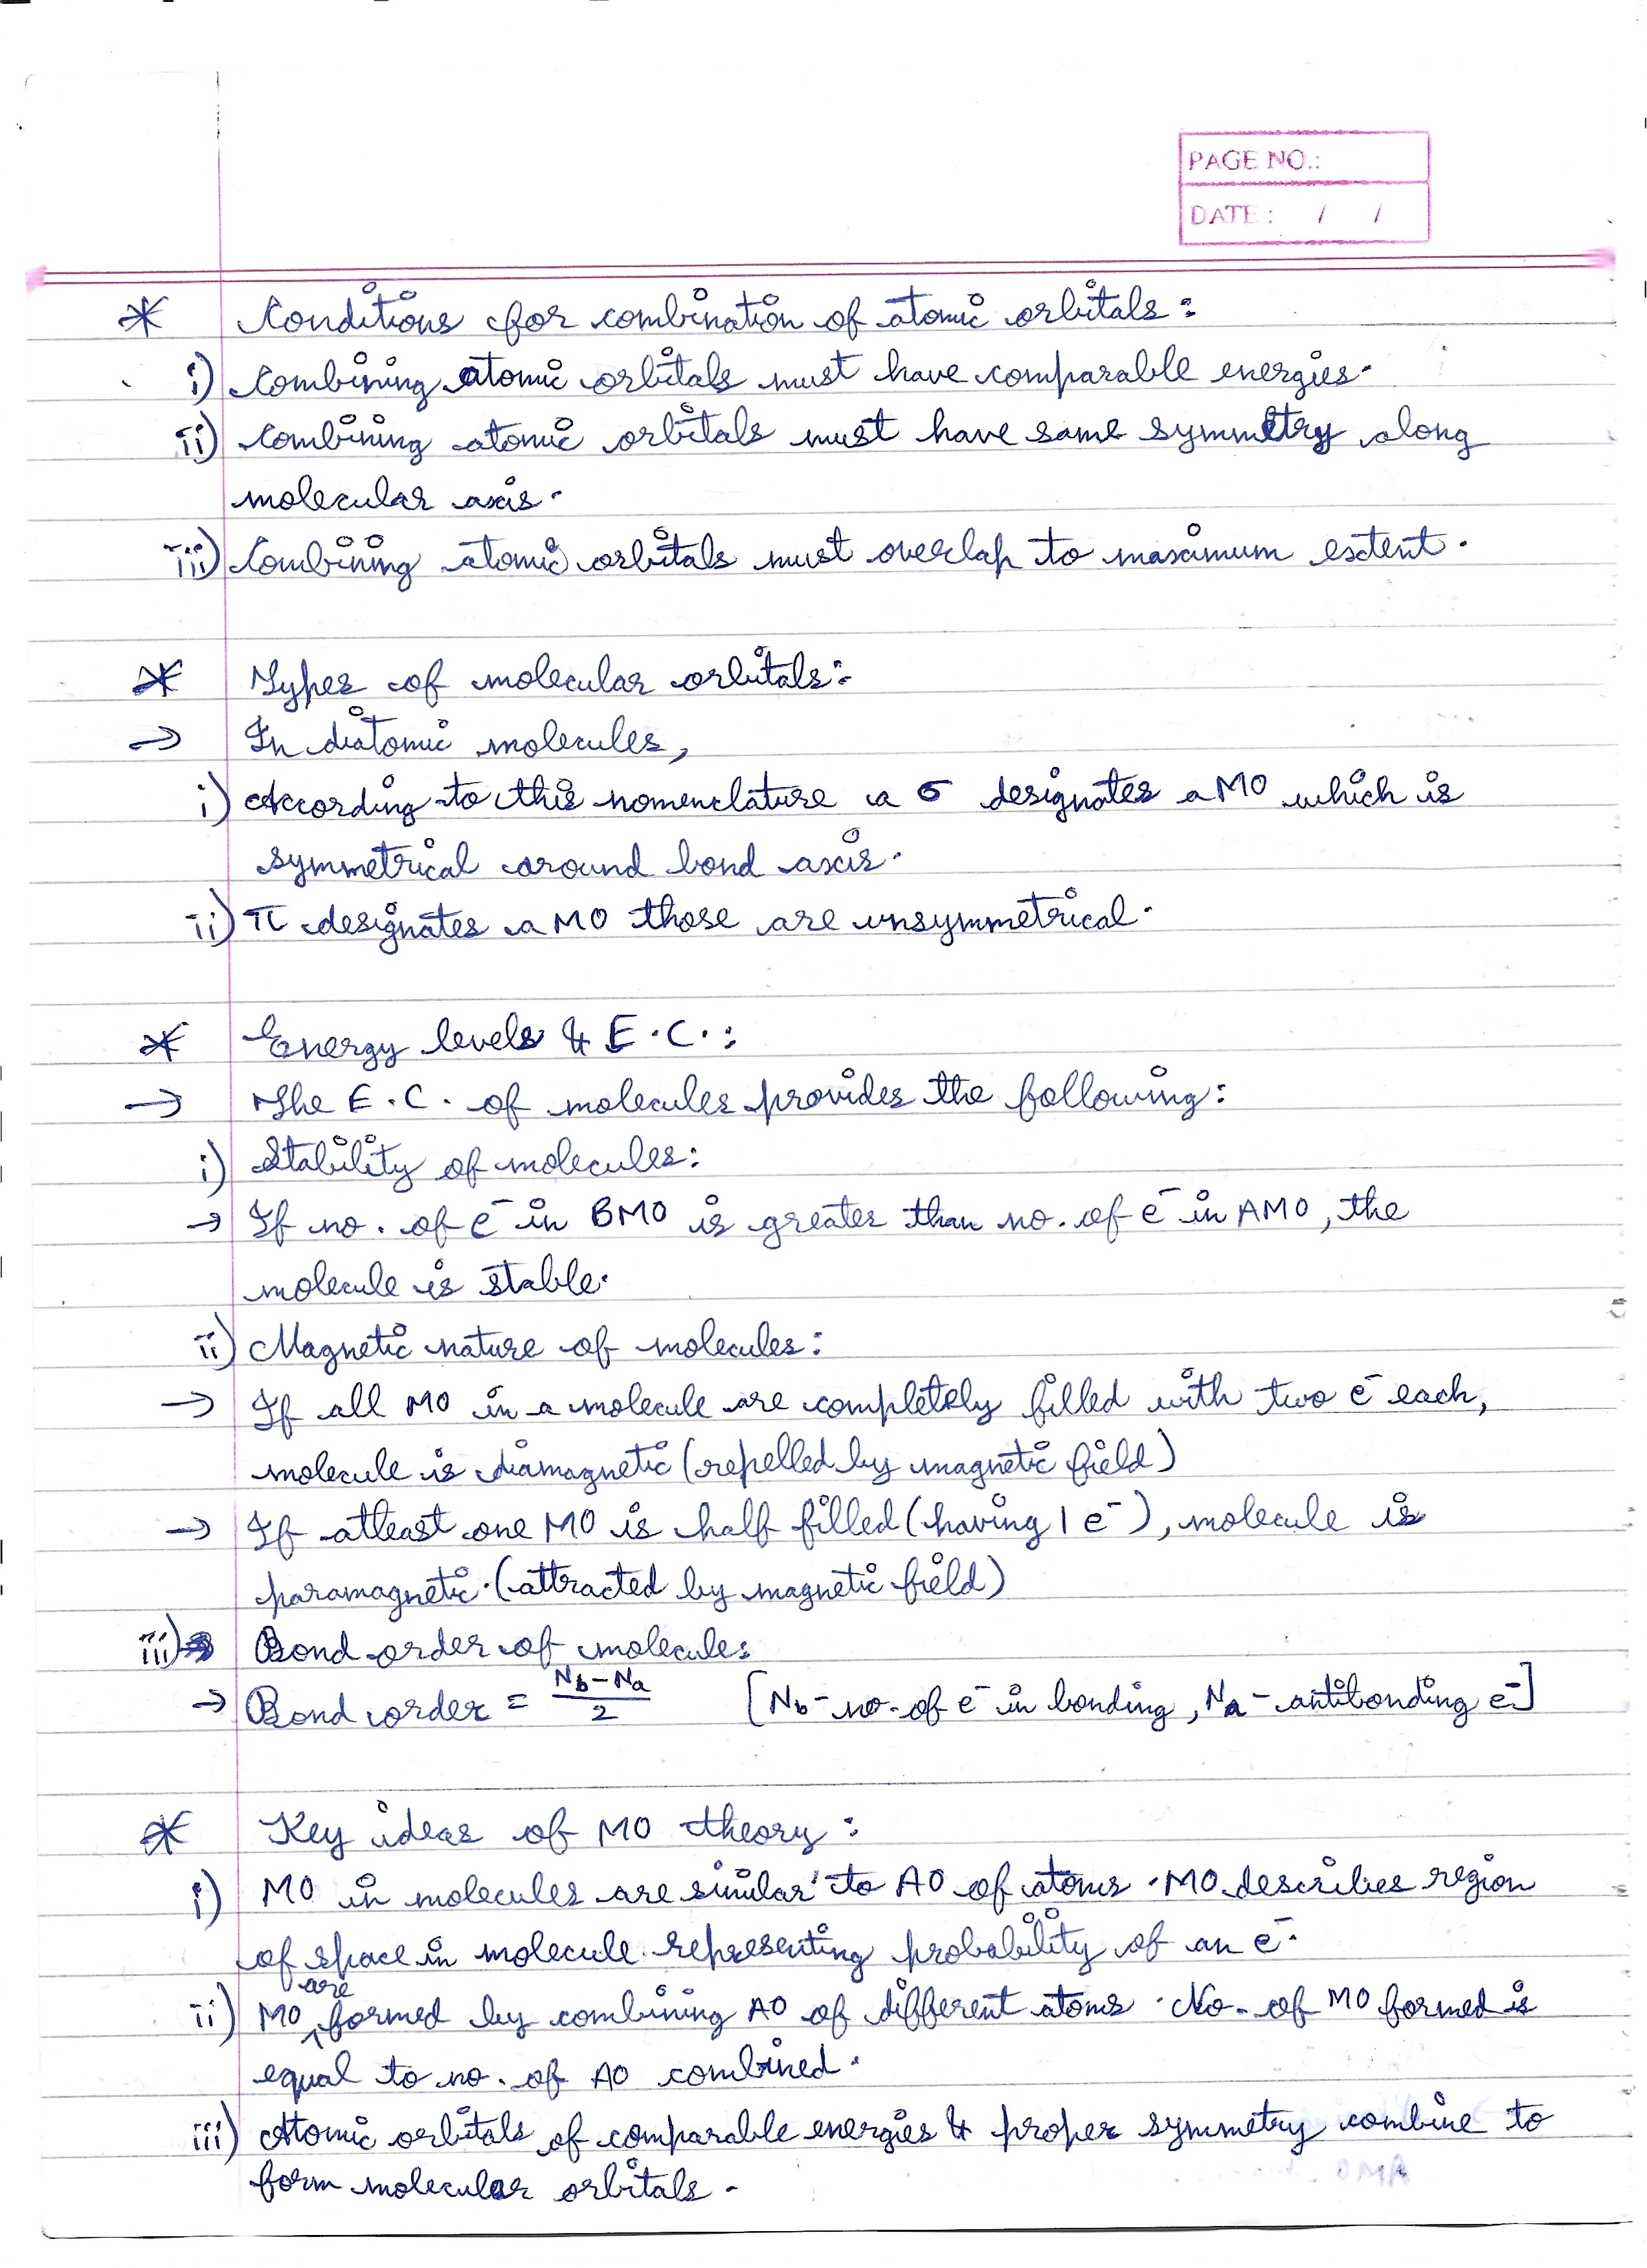 PAGE NO.:
DATE : / /
* Conditions for combination of atomic orbitals :
i) Combining atomic orbitals must have comparable energies.
ii) Combining atomic orbitals must have same symmetry along
molecular axis.
iii) Combining atomic orbitals must overlap to maximum extent.
* Types of molecular orbitals:
→ In diatomic molecules,
i) According to this nomenclature a σ designates a MO which is
symmetrical around bond axis.
ii) π designates a MO those are unsymmetrical.
* Energy levels & E.C. :
→ The E.C. of molecules provides the following:
i) Stability of molecules:
→ If no. of e⁻ in BMO is greater than no. of e⁻ in AMO, the
molecule is stable.
ii) Magnetic nature of molecules:
→ If all MO in a molecule are completely filled with two e⁻ each,
molecule is diamagnetic (repelled by magnetic field)
→ If atleast one MO is half filled (having 1 e⁻), molecule is
paramagnetic. (attracted by magnetic field)
iii) Bond order of molecule:
→ Bond order = (Nb - Na)/2 [Nb - no. of e⁻ in bonding, Na - antibonding e⁻]
* Key ideas of MO theory :
i) MO in molecules are similar to AO of atoms. MO describes region
of space in molecule representing probability of an e⁻.
ii) MO are formed by combining AO of different atoms. No. of MO formed is
equal to no. of AO combined.
iii) Atomic orbitals of comparable energies & proper symmetry combine to
form molecular orbitals.